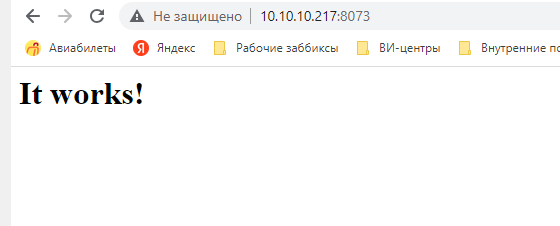 Не защищено 10.10.10.217:8073
Авиабилеты Яндекс Рабочие заббиксы ВИ-центры Внутренние по
It works!